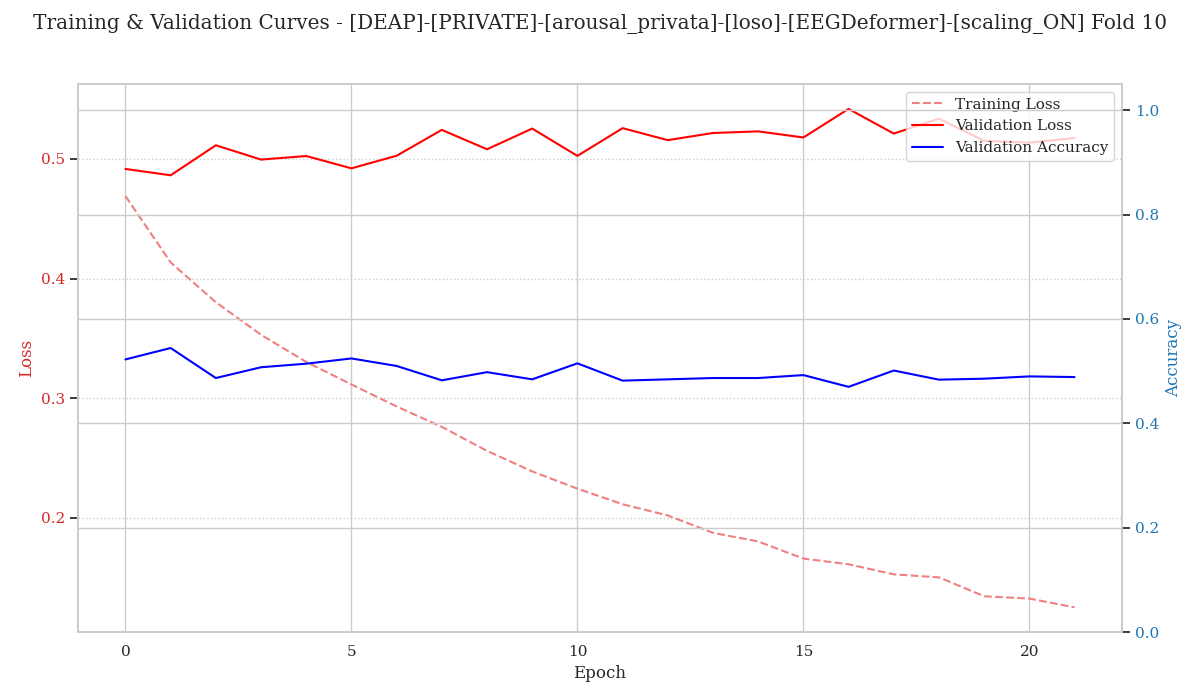 Training & Validation Curves - [DEAP]-[PRIVATE]-[arousal_privata]-[loso]-[EEGDeformer]-[scaling_ON] Fold 10
Training Loss
Validation Loss
Validation Accuracy
0.5
0.4
0.3
0.2
Loss
1.0
0.8
0.6
0.4
0.2
0.0
Accuracy
0
5
10
15
20
Epoch